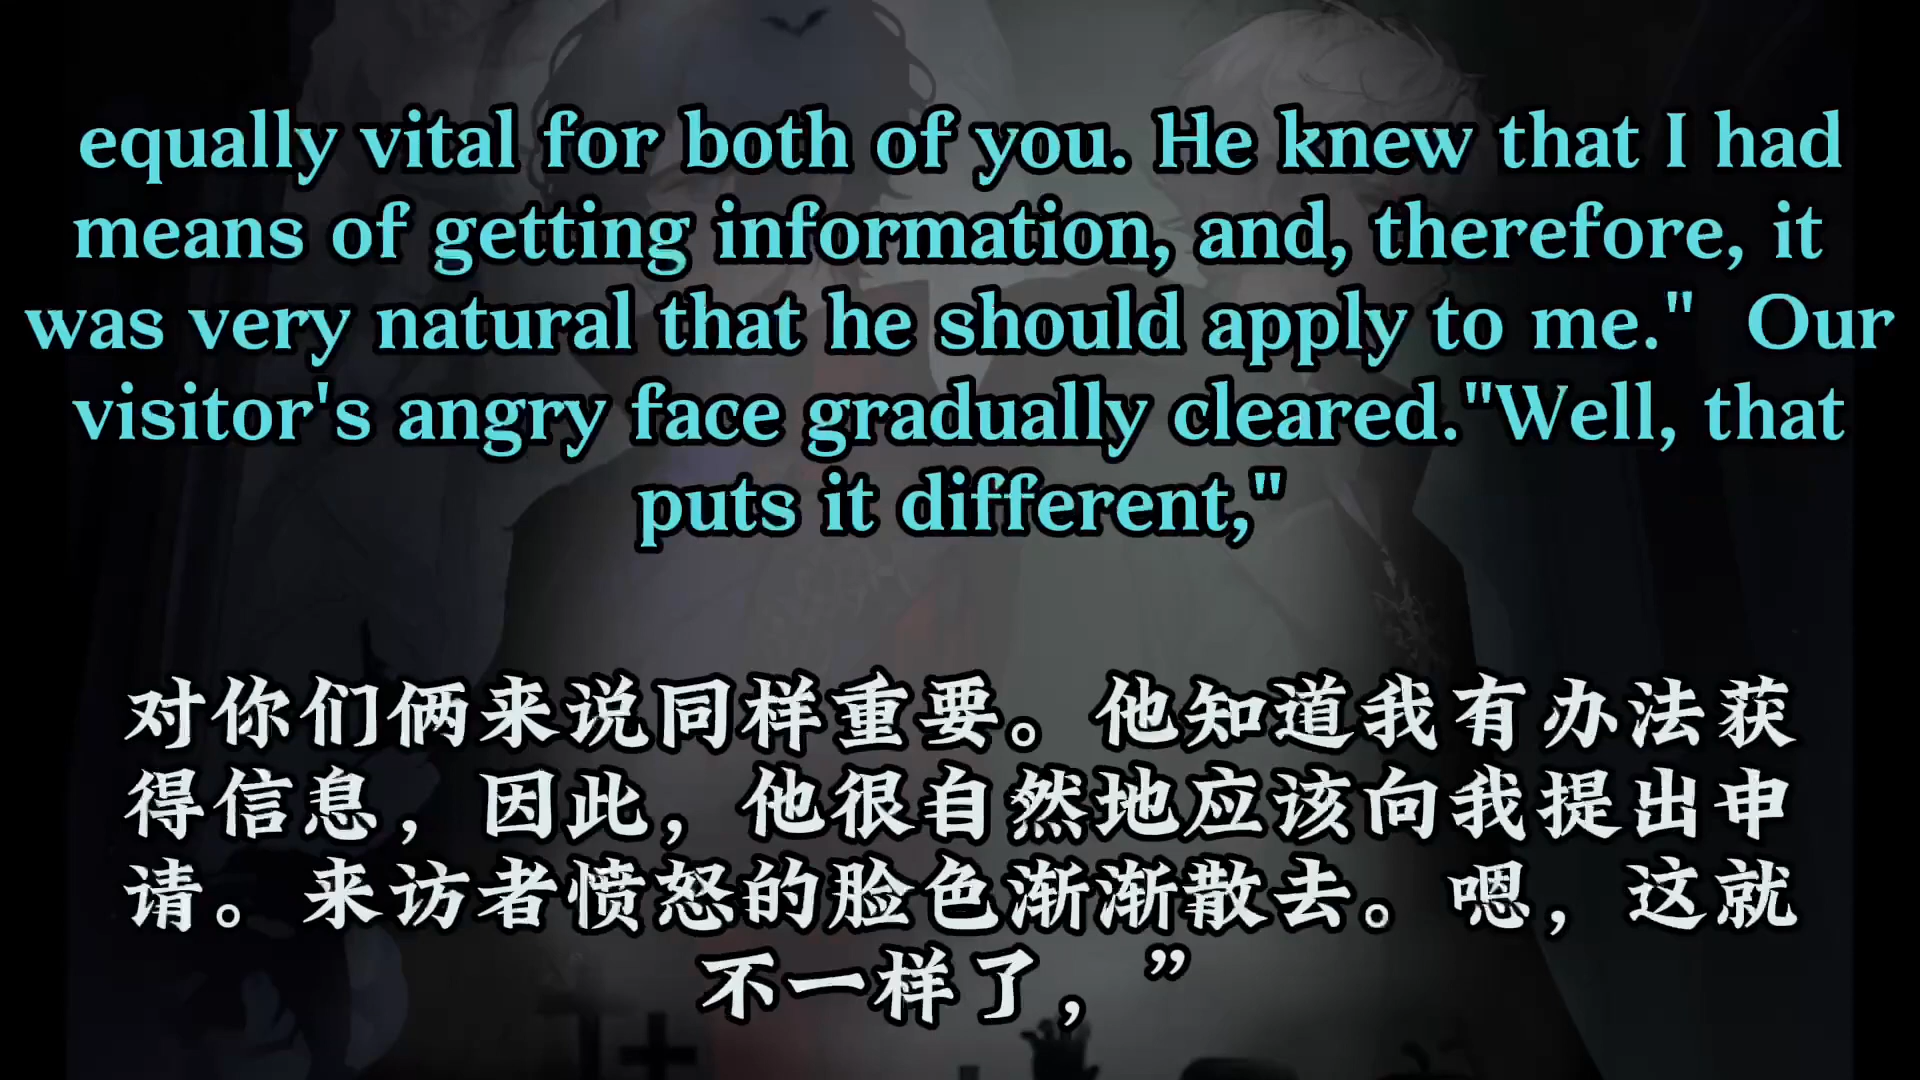 equally vital for both of you. He knew that I had
means of getting information, and, therefore, it
was very natural that he should apply to me."  Our
visitor's angry face gradually cleared."Well, that
puts it different,"
对你们俩来说同样重要。他知道我有办法获
得信息，因此，他很自然地应该向我提出申
请。来访者愤怒的脸色渐渐散去。嗯，这就
不一样了，”